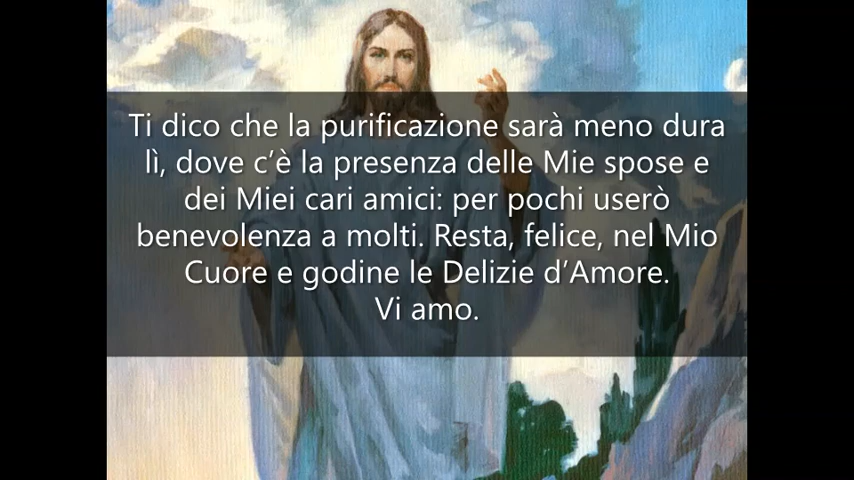 Ti dico che la purificazione sarà meno dura
lì, dove c’è la presenza delle Mie spose e
dei Miei cari amici: per pochi userò
benevolenza a molti. Resta, felice, nel Mio
Cuore e godine le Delizie d’Amore.
Vi amo.